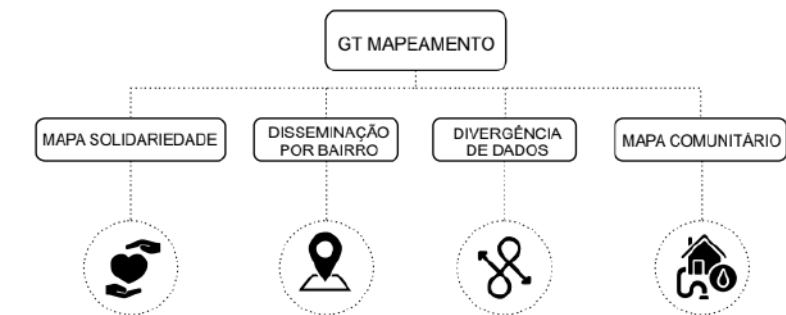 GT MAPEAMENTO
MAPA SOLIDARIEDADE
DISSEMINAÇÃO
POR BAIRRO
DIVERGÊNCIA
DE DADOS
MAPA COMUNITÁRIO